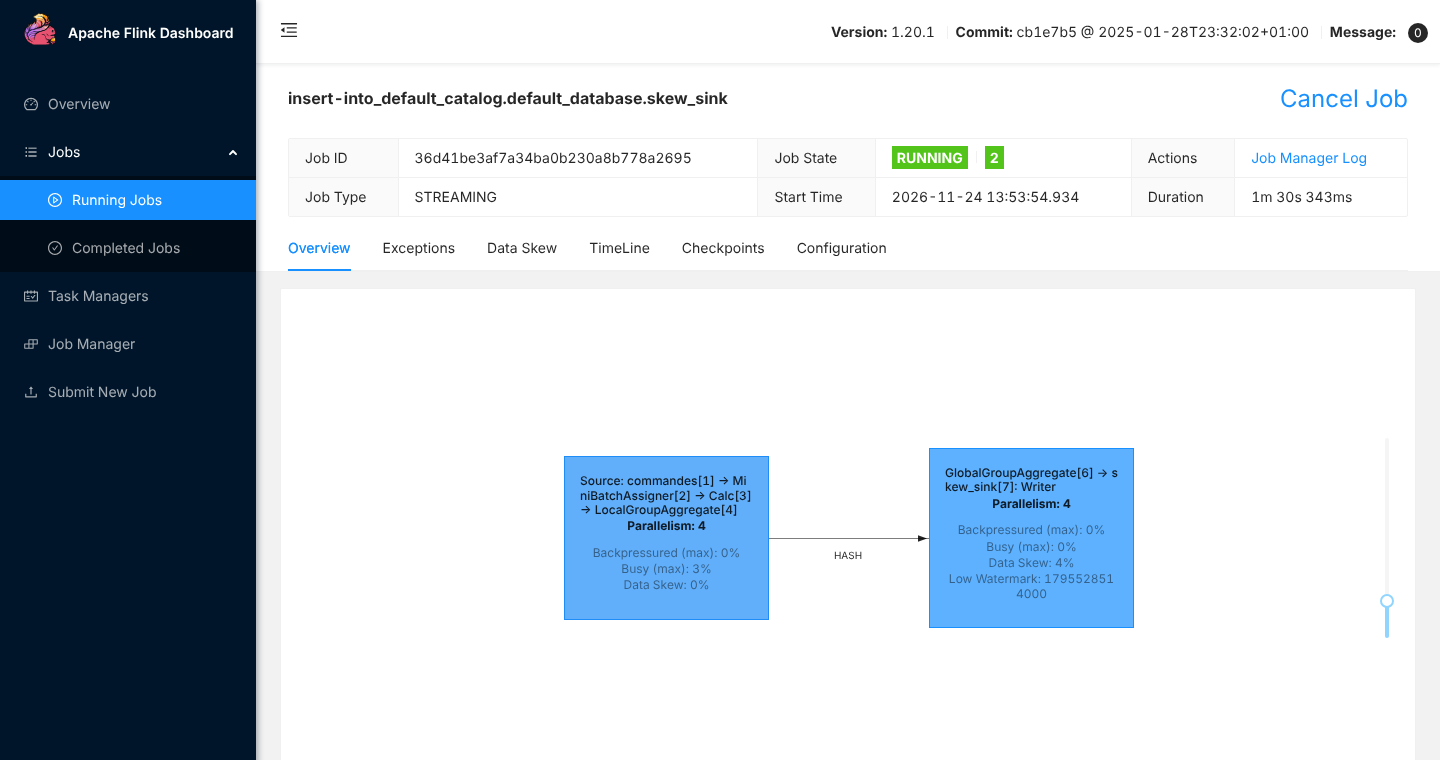 Apache Flink Dashboard
Version: 1.20.1 Commit: cb1e7b5 @ 2025-01-28T23:32:02+01:00 Message: 0
Overview
Jobs
Running Jobs
Completed Jobs
Task Managers
Job Manager
Submit New Job
insert-into_default_catalog.default_database.skew_sink
Cancel Job
Job ID 36d41be3af7a34ba0b230a8b778a2695 Job State RUNNING 2 Actions Job Manager Log
Job Type STREAMING Start Time 2026-11-24 13:53:54.934 Duration 1m 30s 343ms
Overview Exceptions Data Skew TimeLine Checkpoints Configuration
Source: commandes[1] → Mi
niBatchAssigner[2] → Calc[3]
→ LocalGroupAggregate[4]
Parallelism: 4
Backpressured (max): 0%
Busy (max): 3%
Data Skew: 0%
HASH
GlobalGroupAggregate[6] → s
kew_sink[7]: Writer
Parallelism: 4
Backpressured (max): 0%
Busy (max): 0%
Data Skew: 4%
Low Watermark: 179552851
4000